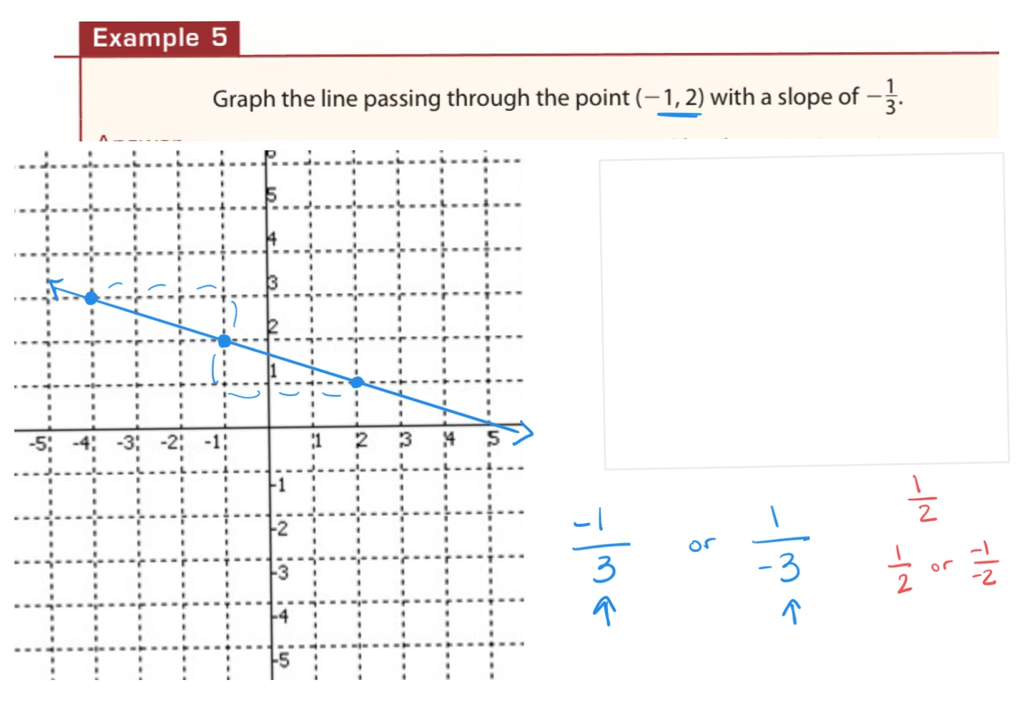 Example 5
Graph the line passing through the point (−1, 2) with a slope of −1/3.
5
4
3
2
1
-5 -4 -3 -2 -1 1 2 3 4 5
-1
-2
-3
-4
-5
-1/3 or 1/-3
1/2
1/2 or -1/-2